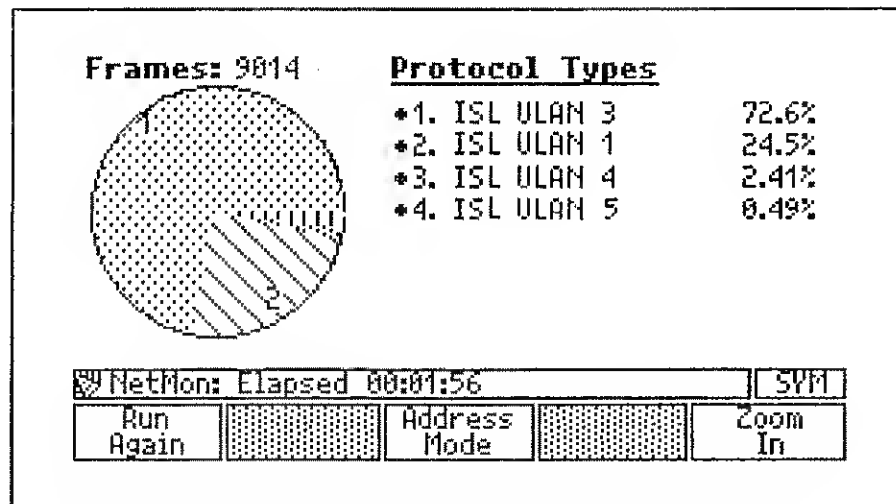 Frames: 9014
Protocol Types
1. ISL VLAN 3 72.6%
2. ISL VLAN 1 24.5%
3. ISL VLAN 4 2.41%
4. ISL VLAN 5 0.49%
1
2
NetMon: Elapsed 00:01:56
SYM
Run Again
Address Mode
Zoom In